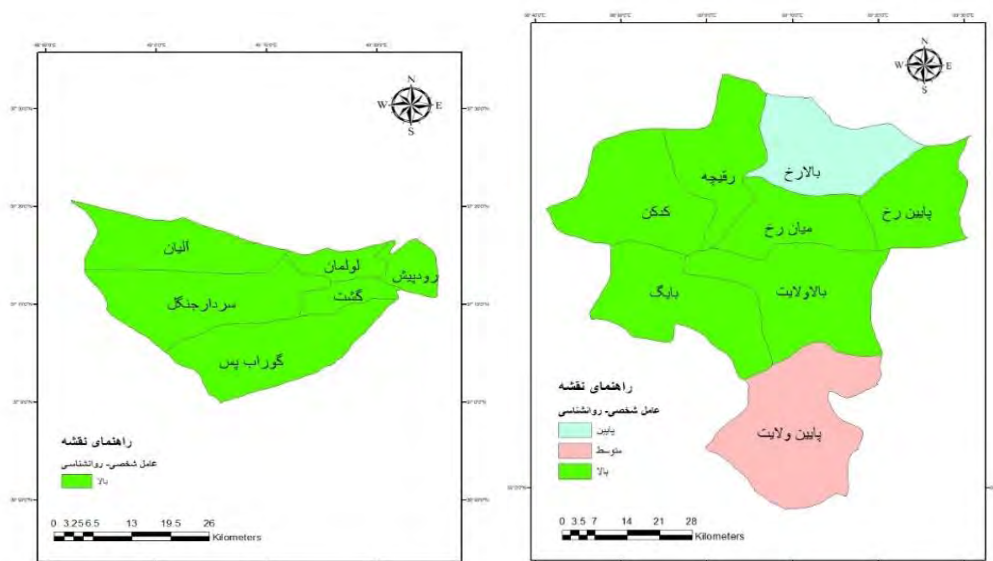 N
W E
S
آلیان
لولمان
رودپیش
گشت
سردارجنگل
گوراب پس
راهنمای نقشه
عامل شخصی- روانشناسی
بالا
0 3.256.5 13 19.5 26
Kilometers
N
W E
S
بالارخ
رقیچه
پایین رخ
کدکن
میان رخ
بایگ
بالاولایت
پایین ولایت
راهنمای نقشه
عامل شخصی- روانشناسی
پایین
متوسط
بالا
0 3.5 7 14 21 28
Kilometers